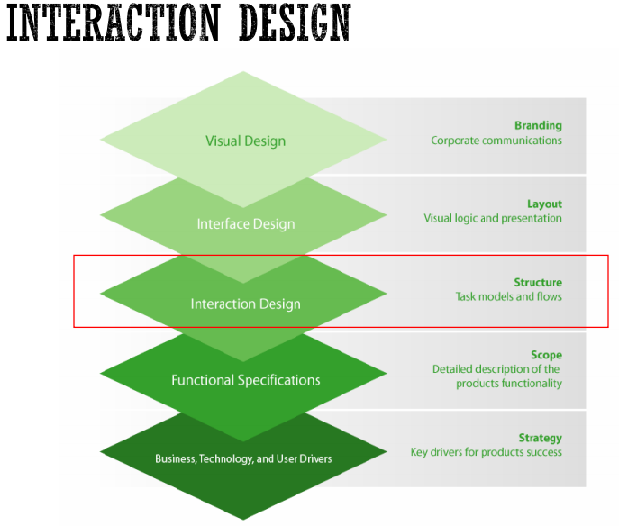 INTERACTION DESIGN
Visual Design
Branding
Corporate communications
Interface Design
Layout
Visual logic and presentation
Interaction Design
Structure
Task models and flows
Functional Specifications
Scope
Detailed description of the
products functionality
Business, Technology, and User Drivers
Strategy
Key drivers for products success